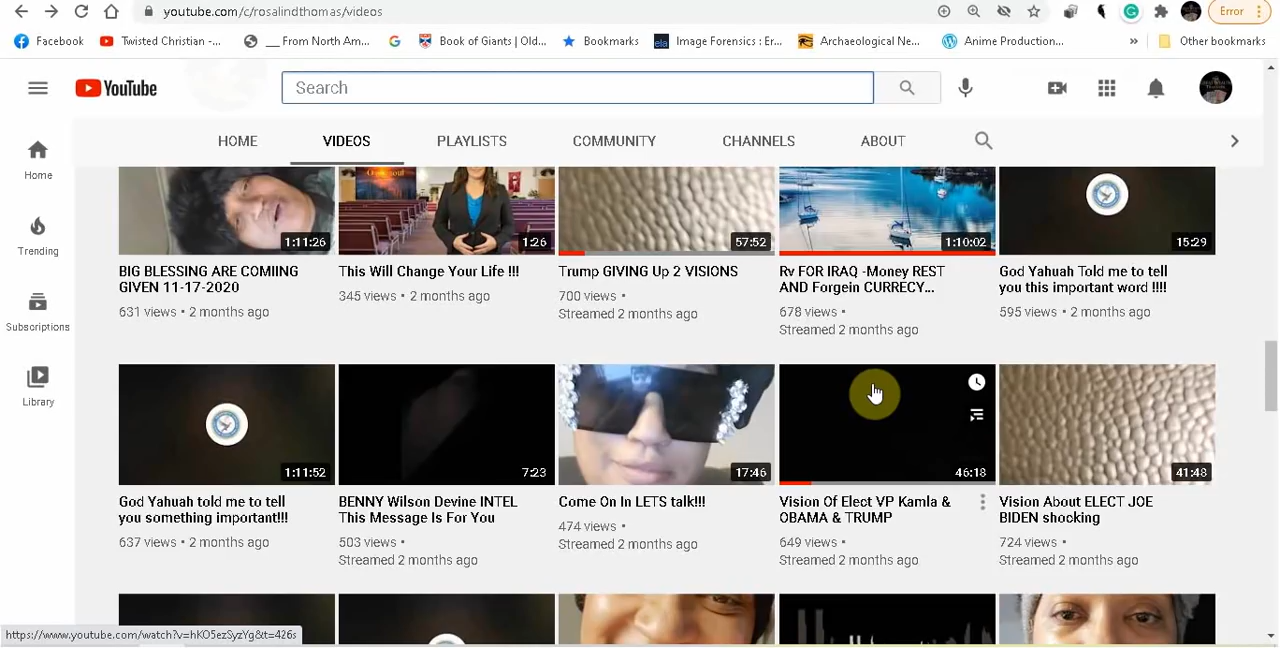 youtube.com/c/rosalindthomas/videos
Error
Facebook
Twisted Christian -...
__ From North Am...
Book of Giants | Old...
Bookmarks
Image Forensics : Er...
Archaeological Ne...
Anime Production...
»
Other bookmarks
YouTube
Search
HOME
VIDEOS
PLAYLISTS
COMMUNITY
CHANNELS
ABOUT
Home
Trending
Subscriptions
Library
1:11:26
1:26
57:52
1:10:02
15:29
BIG BLESSING ARE COMIING
GIVEN 11-17-2020
631 views • 2 months ago
This Will Change Your Life !!!
345 views • 2 months ago
Trump GIVING Up 2 VISIONS
700 views •
Streamed 2 months ago
Rv FOR IRAQ -Money REST
AND Forgein CURRECY...
678 views •
Streamed 2 months ago
God Yahuah Told me to tell
you this important word !!!!
595 views • 2 months ago
1:11:52
7:23
17:46
46:18
41:48
God Yahuah told me to tell
you something important!!!
637 views • 2 months ago
BENNY Wilson Devine INTEL
This Message Is For You
503 views •
Streamed 2 months ago
Come On In LETS talk!!!
474 views •
Streamed 2 months ago
Vision Of Elect VP Kamla &
OBAMA & TRUMP
649 views •
Streamed 2 months ago
Vision About ELECT JOE
BIDEN shocking
724 views •
Streamed 2 months ago
https://www.youtube.com/watch?v=hKO5ezSyzYg&t=426s